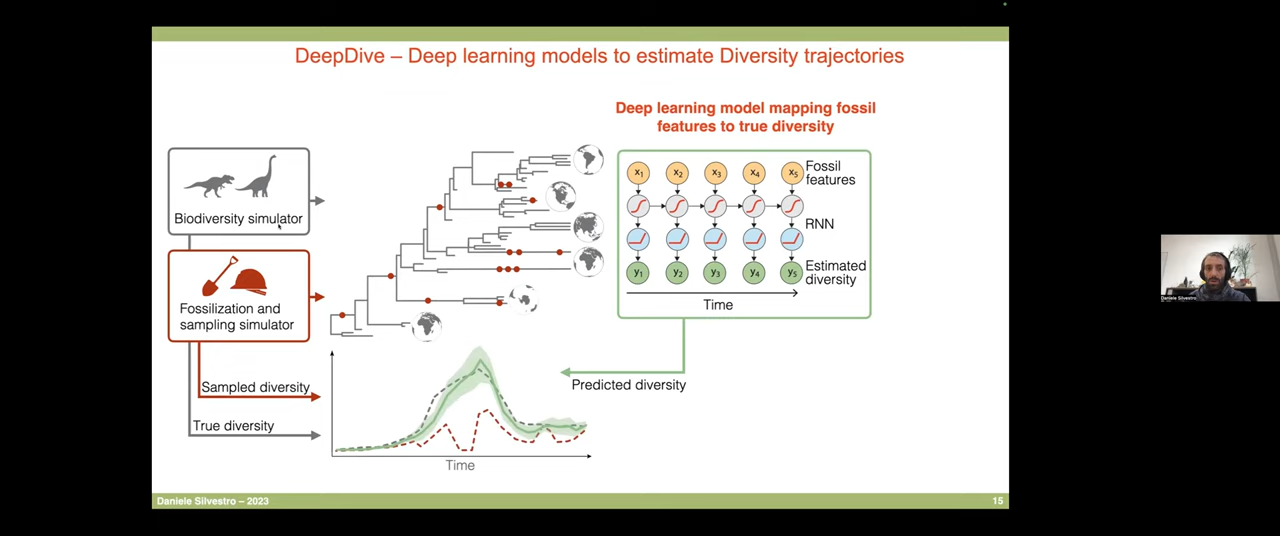 DeepDive – Deep learning models to estimate Diversity trajectories
Deep learning model mapping fossil
features to true diversity
Biodiversity simulator
Fossilization and
sampling simulator
Sampled diversity
True diversity
x1 x2 x3 x4 x5
Fossil
features
RNN
y1 y2 y3 y4 y5
Estimated
diversity
Time
Predicted diversity
Time
Daniele Silvestro – 2023
15
Daniele Silvestro